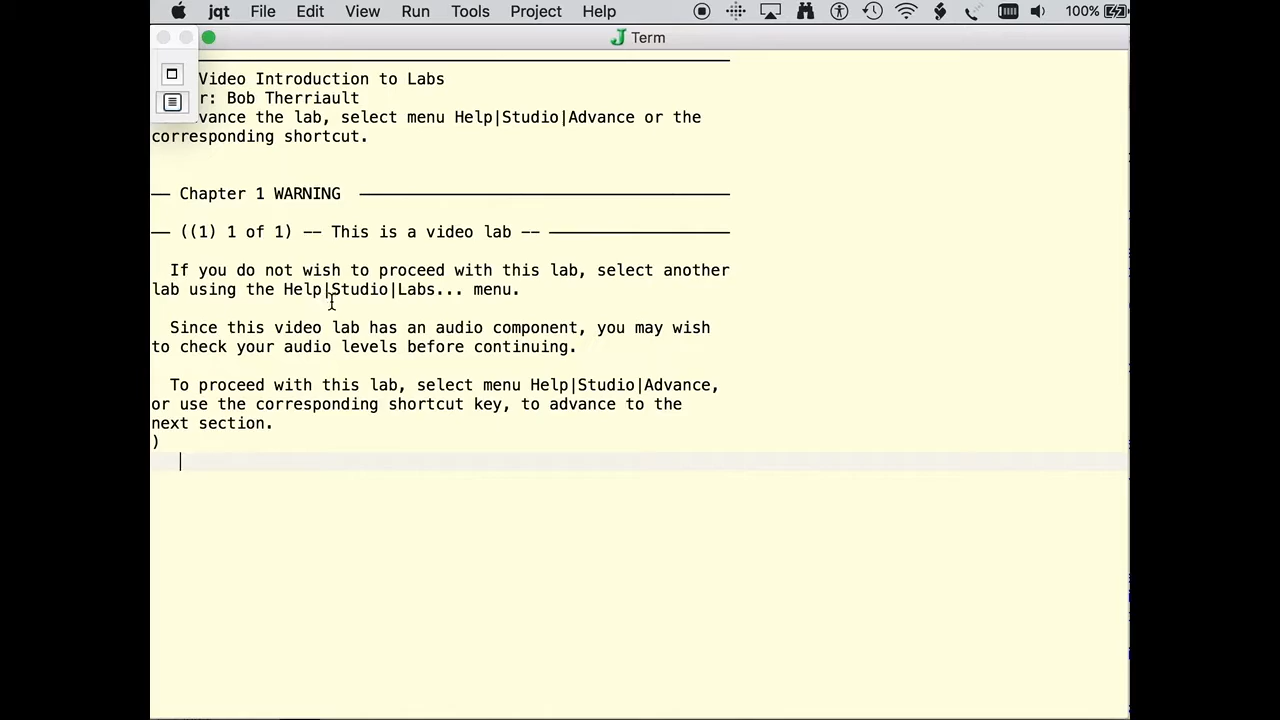 jqt File Edit View Run Tools Project Help 100%
Term
Video Introduction to Labs
r: Bob Therriault
vance the lab, select menu Help|Studio|Advance or the
corresponding shortcut.
— Chapter 1 WARNING
— ((1) 1 of 1) -- This is a video lab --
If you do not wish to proceed with this lab, select another
lab using the Help|Studio|Labs... menu.
Since this video lab has an audio component, you may wish
to check your audio levels before continuing.
To proceed with this lab, select menu Help|Studio|Advance,
or use the corresponding shortcut key, to advance to the
next section.
)